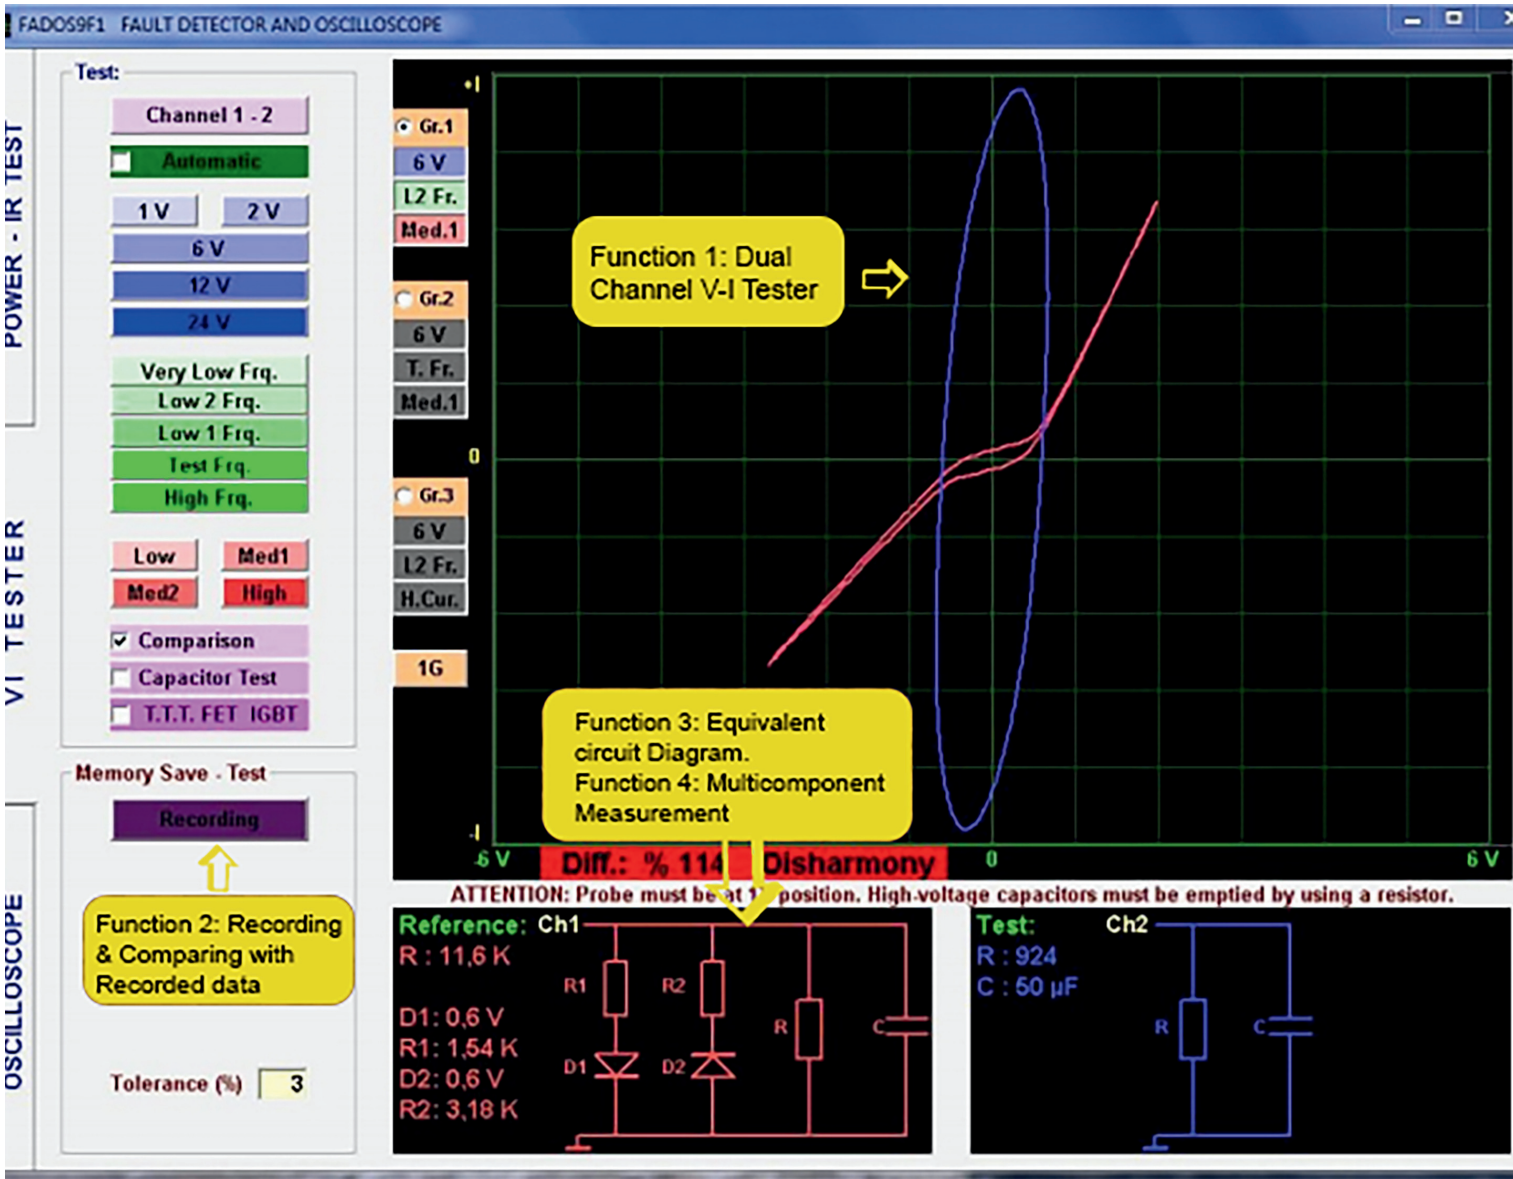 FADOS9F1 FAULT DETECTOR AND OSCILLOSCOPE
POWER - IR TEST
VI TESTER
OSCILLOSCOPE
Test:
Channel 1 - 2
Automatic
1 V 2 V
6 V
12 V
24 V
Very Low Frq.
Low 2 Frq.
Low 1 Frq.
Test Frq.
High Frq.
Low Med1
Med2 High
Comparison
Capacitor Test
T.T.T. FET IGBT
Memory Save - Test
Recording
Function 2: Recording
& Comparing with
Recorded data
Tolerance (%) 3
Gr.1
6 V
L2 Fr.
Med.1
Gr.2
6 V
T. Fr.
Med.1
Gr.3
6 V
L2 Fr.
H.Cur.
1G
+I
0
-I
Function 1: Dual
Channel V-I Tester
Function 3: Equivalent
circuit Diagram.
Function 4: Multicomponent
Measurement
-6 V 0 6 V
Diff.: % 114 Disharmony
ATTENTION: Probe must be at position. High-voltage capacitors must be emptied by using a resistor.
Reference: Ch1
R : 11,6 K
D1: 0,6 V
R1: 1,54 K
D2: 0,6 V
R2: 3,18 K
R1 R2 R C
D1 D2
Test: Ch2
R : 924
C : 50 µF
R C